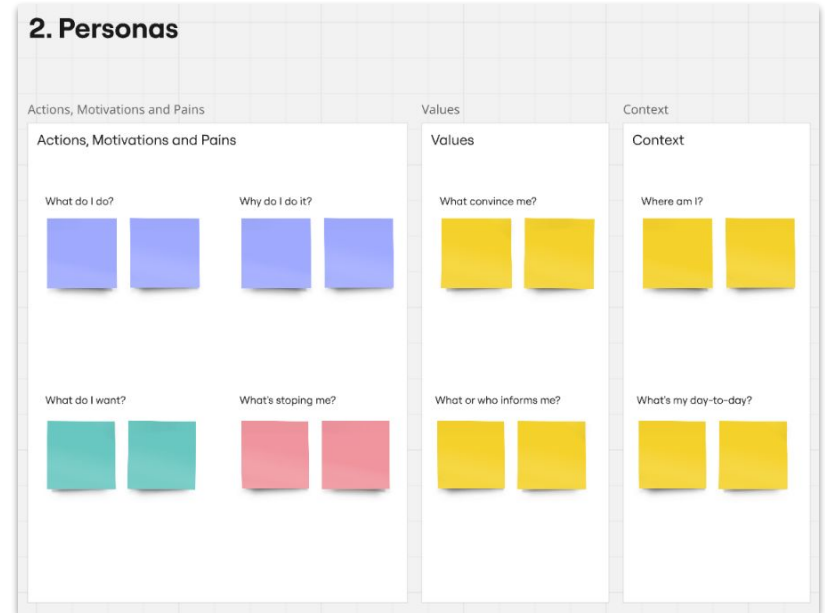 2. Personas
Actions, Motivations and Pains
Values
Context
Actions, Motivations and Pains
Values
Context
What do I do?
Why do I do it?
What convince me?
Where am I?
What do I want?
What's stoping me?
What or who informs me?
What's my day-to-day?